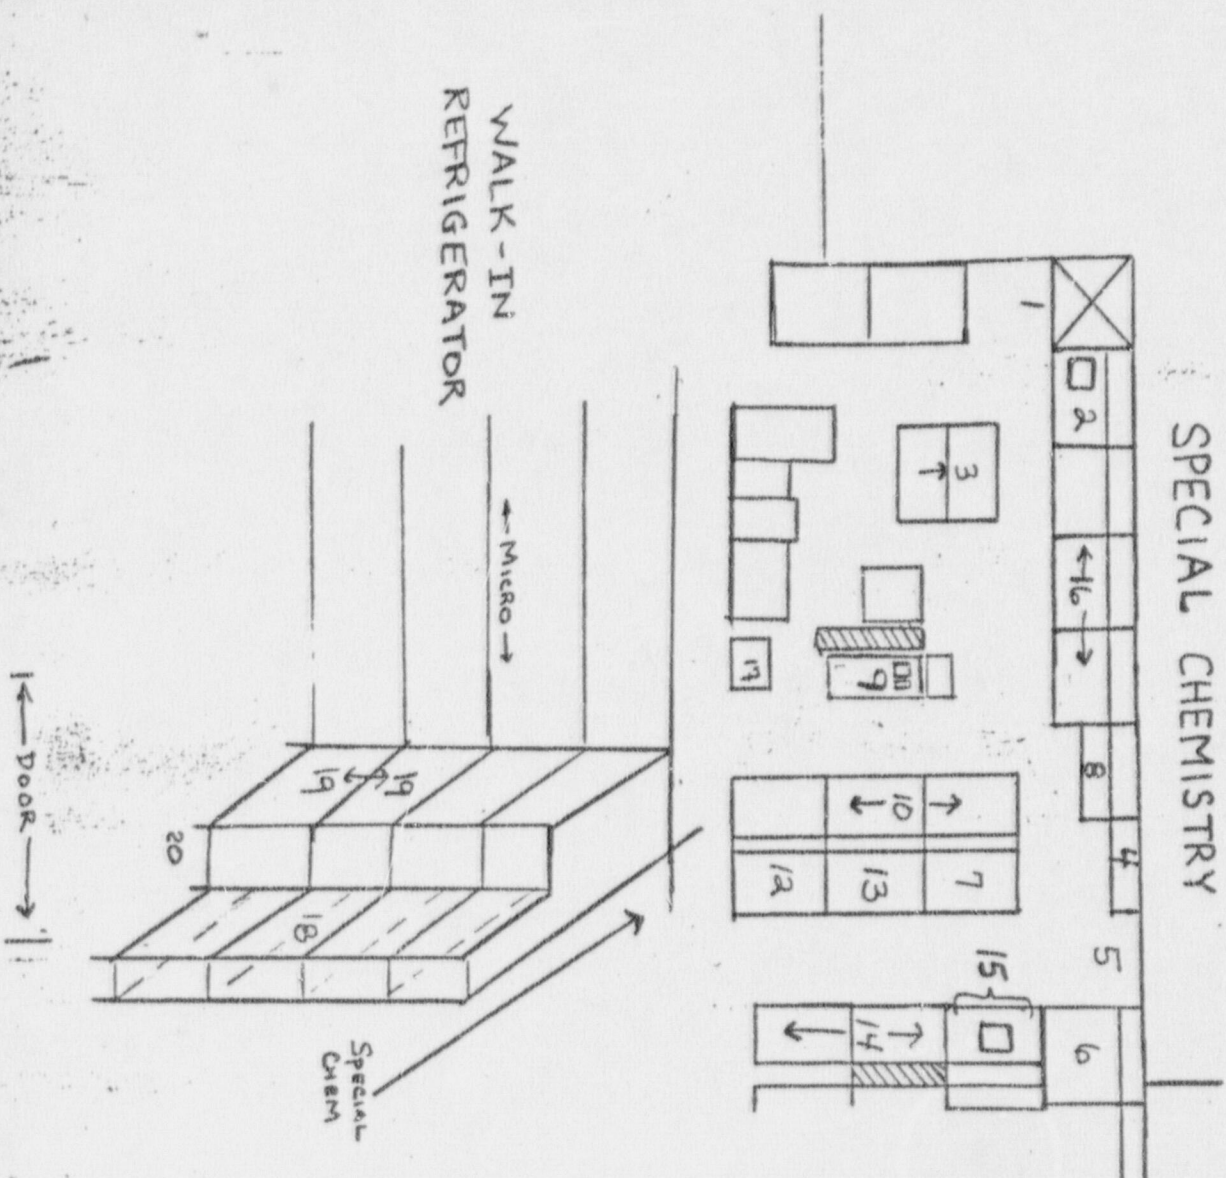 SPECIAL CHEMISTRY
1
2
←16→
8
4
5
6
3
→
9
17
←10→
7
13
12
15{
←14→
WALK-IN
REFRIGERATOR
←MICRO→
19 ↔ 19
20
18
SPECIAL
CHEM
←DOOR→